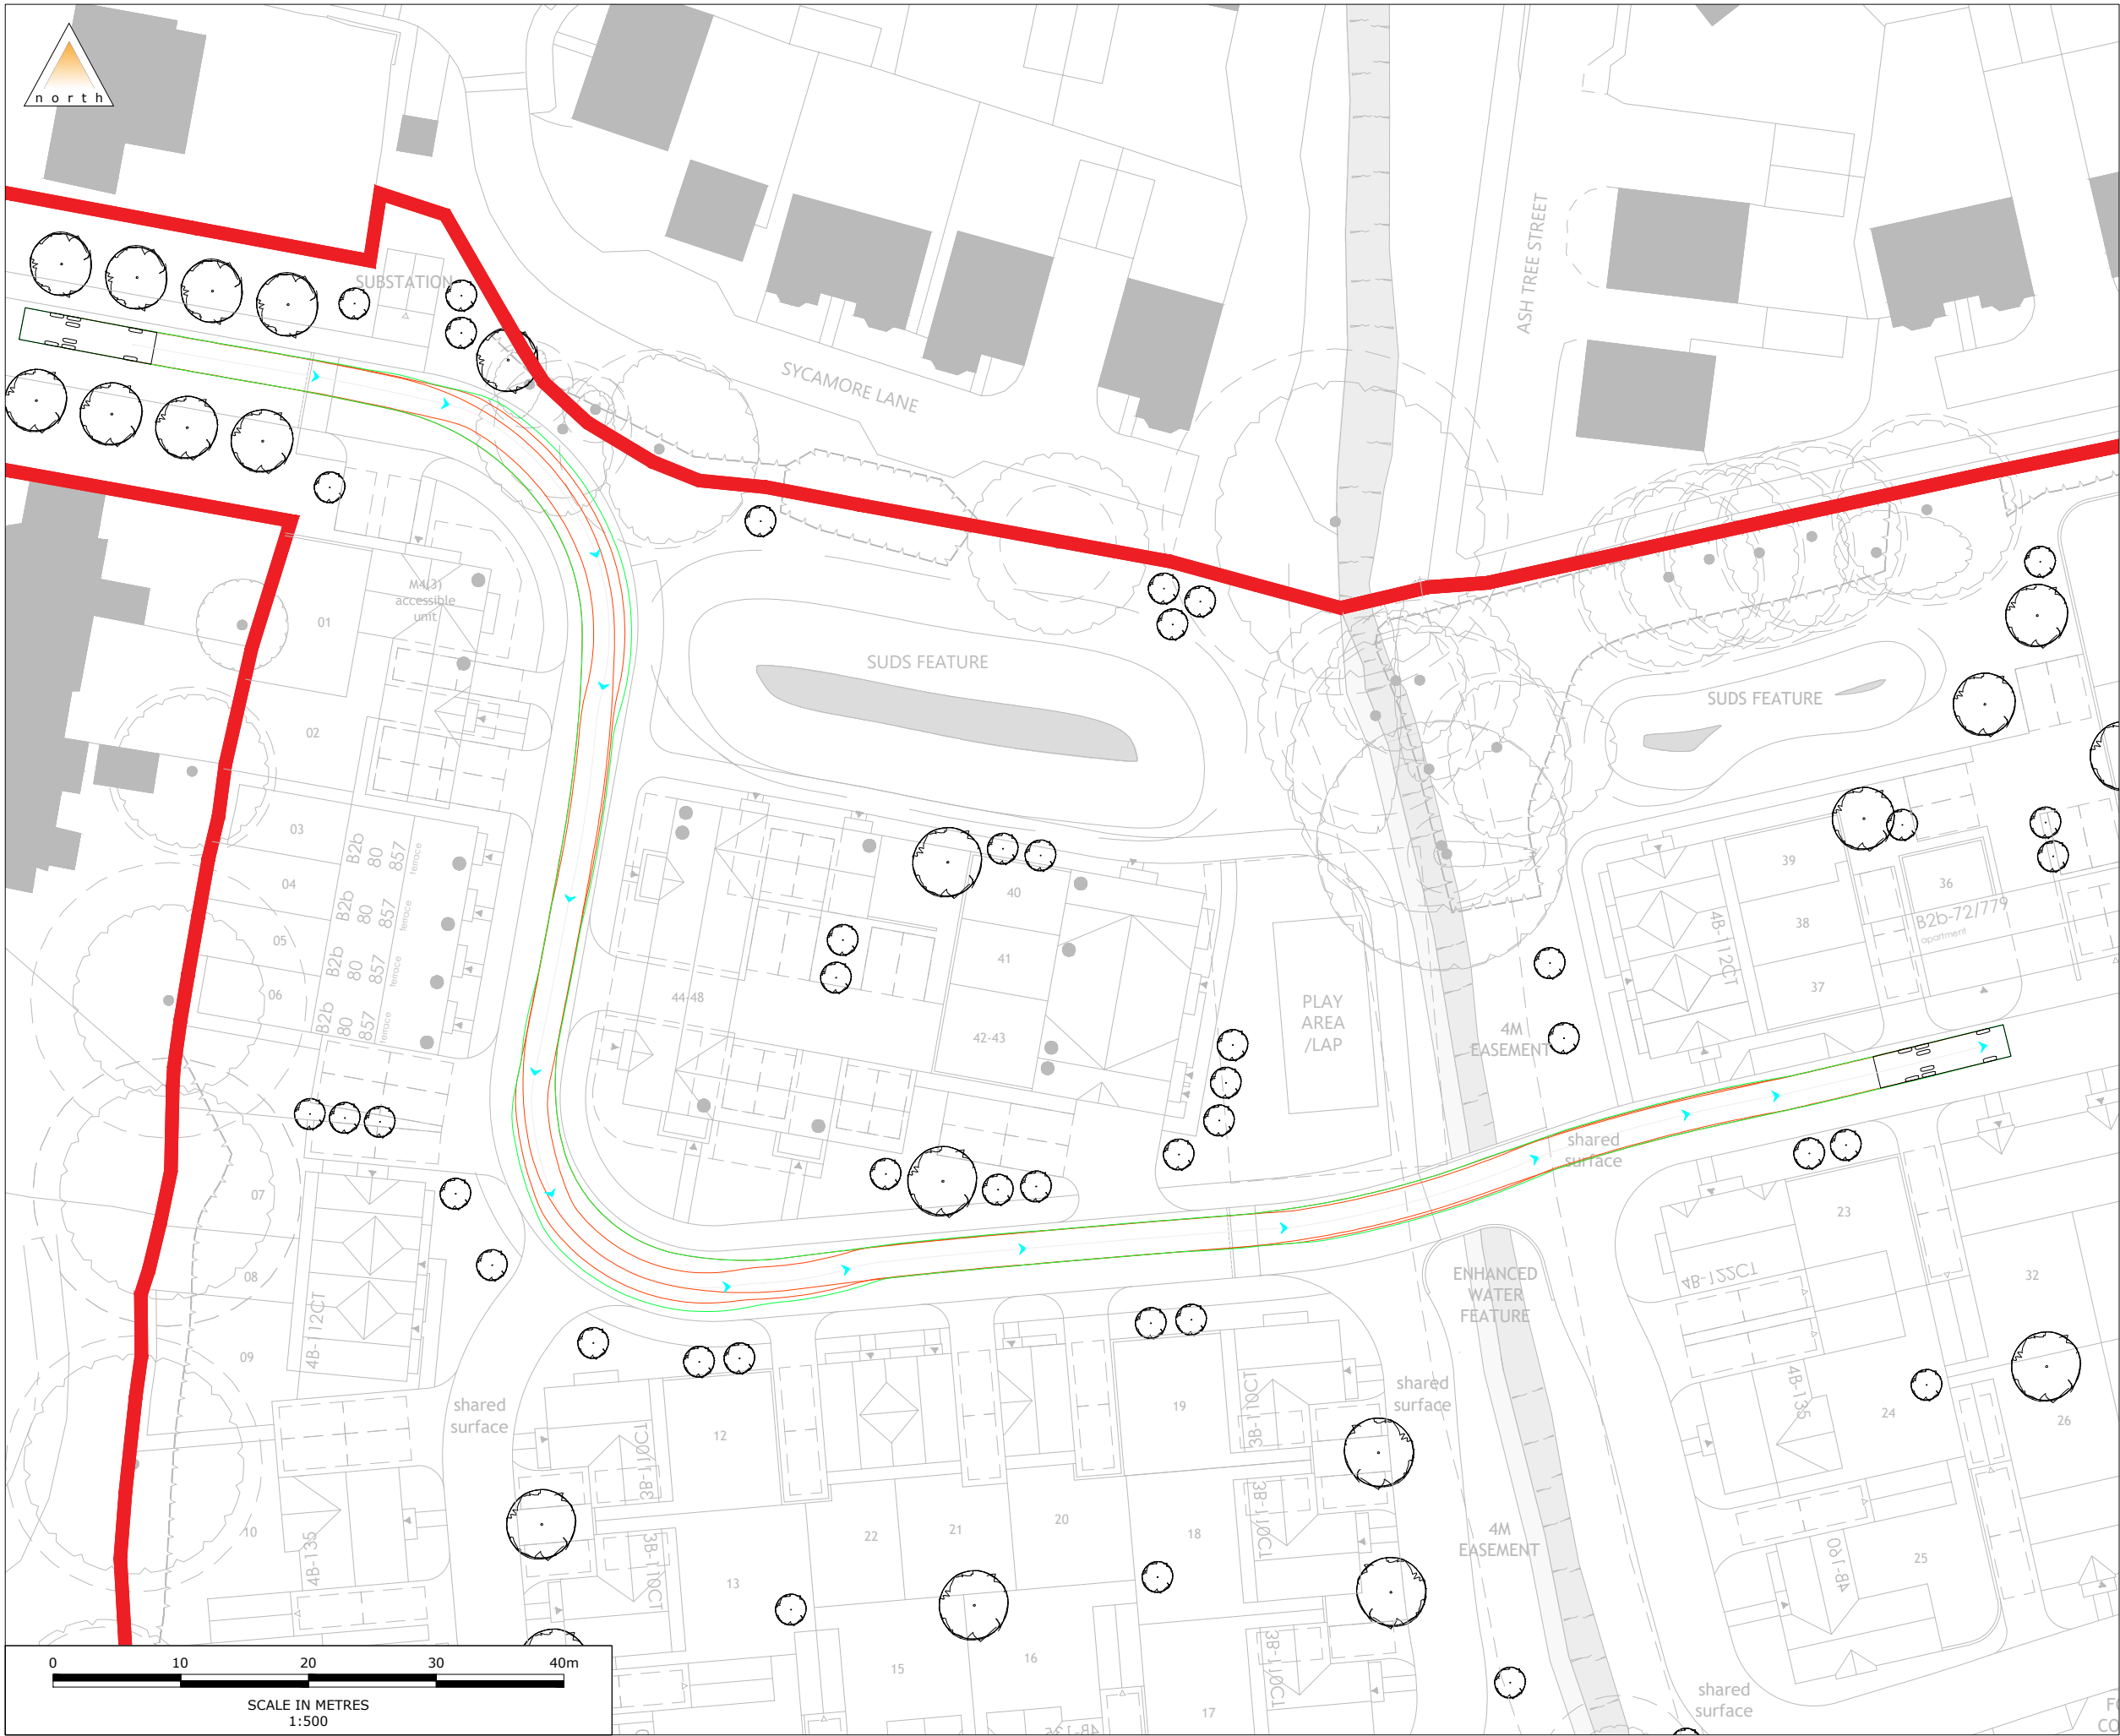 north
SUBSTATION
SYCAMORE LANE
ASH TREE STREET
M4(3)
accessible
unit
01
02
03
04
05
06
07
08
09
10
B2b
80
857
terrace
B2b
80
857
terrace
B2b
80
857
terrace
B2b
80
857
terrace
SUDS FEATURE
SUDS FEATURE
40
41
42-43
44-48
PLAY
AREA
/LAP
4M
EASEMENT
39
38
37
36
4B-112CT
B2b-72/779
apartment
shared
surface
23
4B-122CT
32
ENHANCED
WATER
FEATURE
4B-112CT
shared
surface
12
3B-110CT
19
3B-110CT
shared
surface
4B-135
24
26
4B-135
13
3B-110CT
22
21
20
18
3B-110CT
4M
EASEMENT
4B-160
25
15
16
17
3B-110CT
shared
surface
0
10
20
30
40m
SCALE IN METRES
1:500